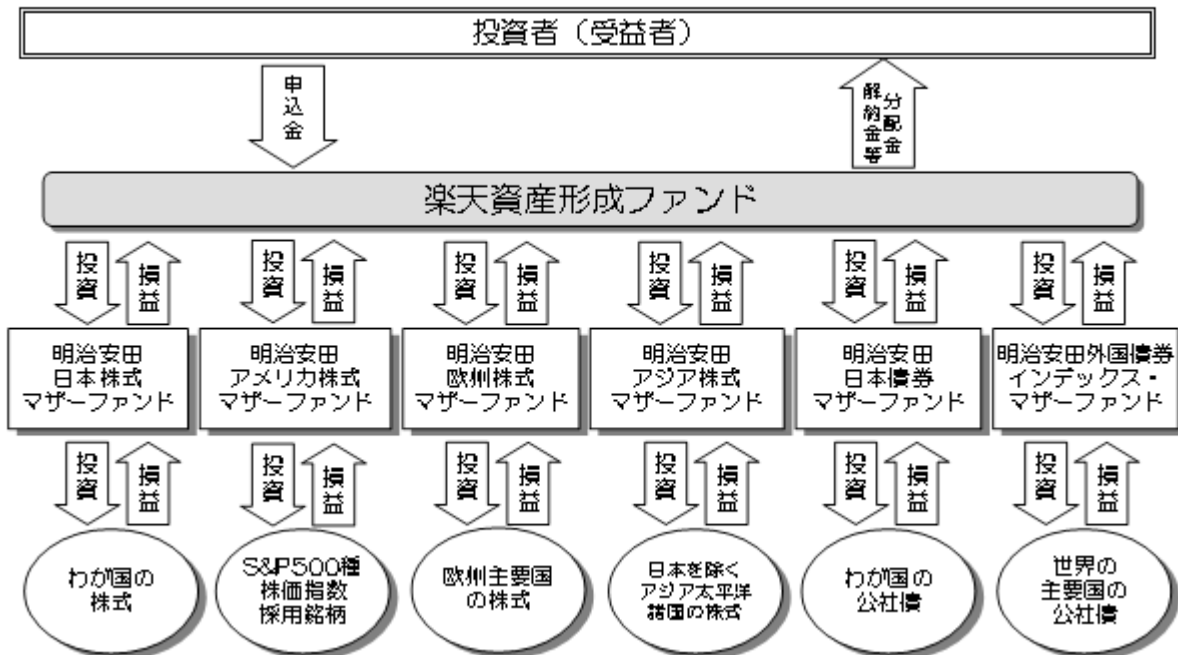 投資者（受益者）
申込金
分配金
解約金等
楽天資産形成ファンド
投資
損益
投資
損益
投資
損益
投資
損益
投資
損益
投資
損益
明治安田
日本株式
マザーファンド
明治安田
アメリカ株式
マザーファンド
明治安田
欧州株式
マザーファンド
明治安田
アジア株式
マザーファンド
明治安田
日本債券
マザーファンド
明治安田外国債券
インデックス・
マザーファンド
投資
損益
投資
損益
投資
損益
投資
損益
投資
損益
投資
損益
わが国の
株式
S&P500種
株価指数
採用銘柄
欧州主要国
の株式
日本を除く
アジア太平洋
諸国の株式
わが国の
公社債
世界の
主要国の
公社債